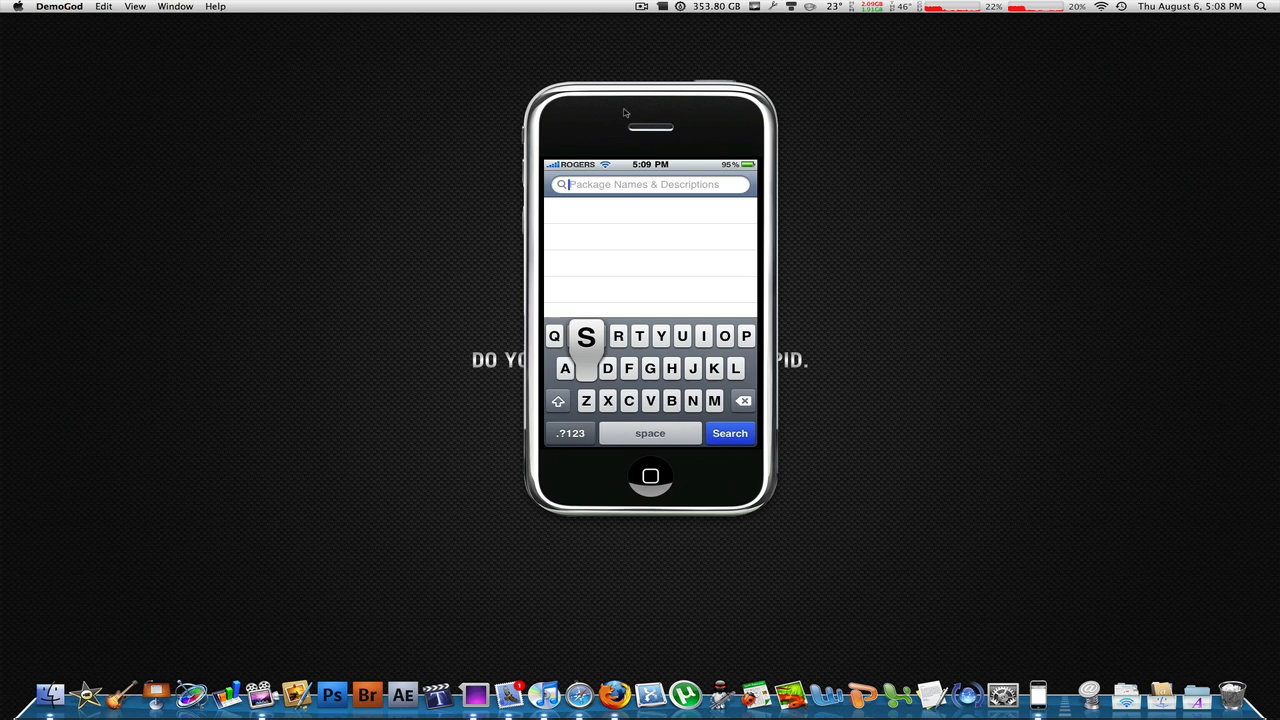 DemoGod Edit View Window Help 353.80 GB 23° 46° 22% 20% Thu August 6, 5:08 PM
ROGERS 5:09 PM 95%
Package Names & Descriptions
Q S R T Y U I O P
DO YO PID.
A D F G H J K L
Z X C V B N M
.?123 space Search
Ps Br AE T 1 W P